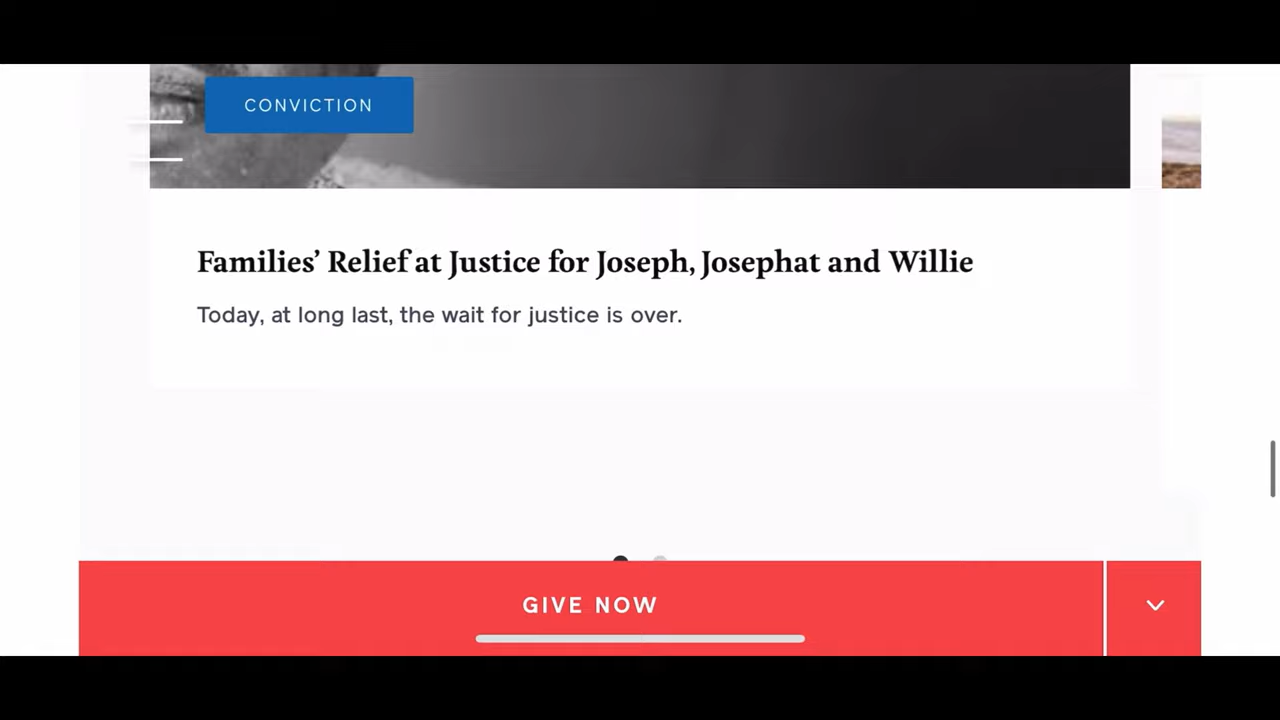 CONVICTION
Families’ Relief at Justice for Joseph, Josephat and Willie
Today, at long last, the wait for justice is over.
GIVE NOW